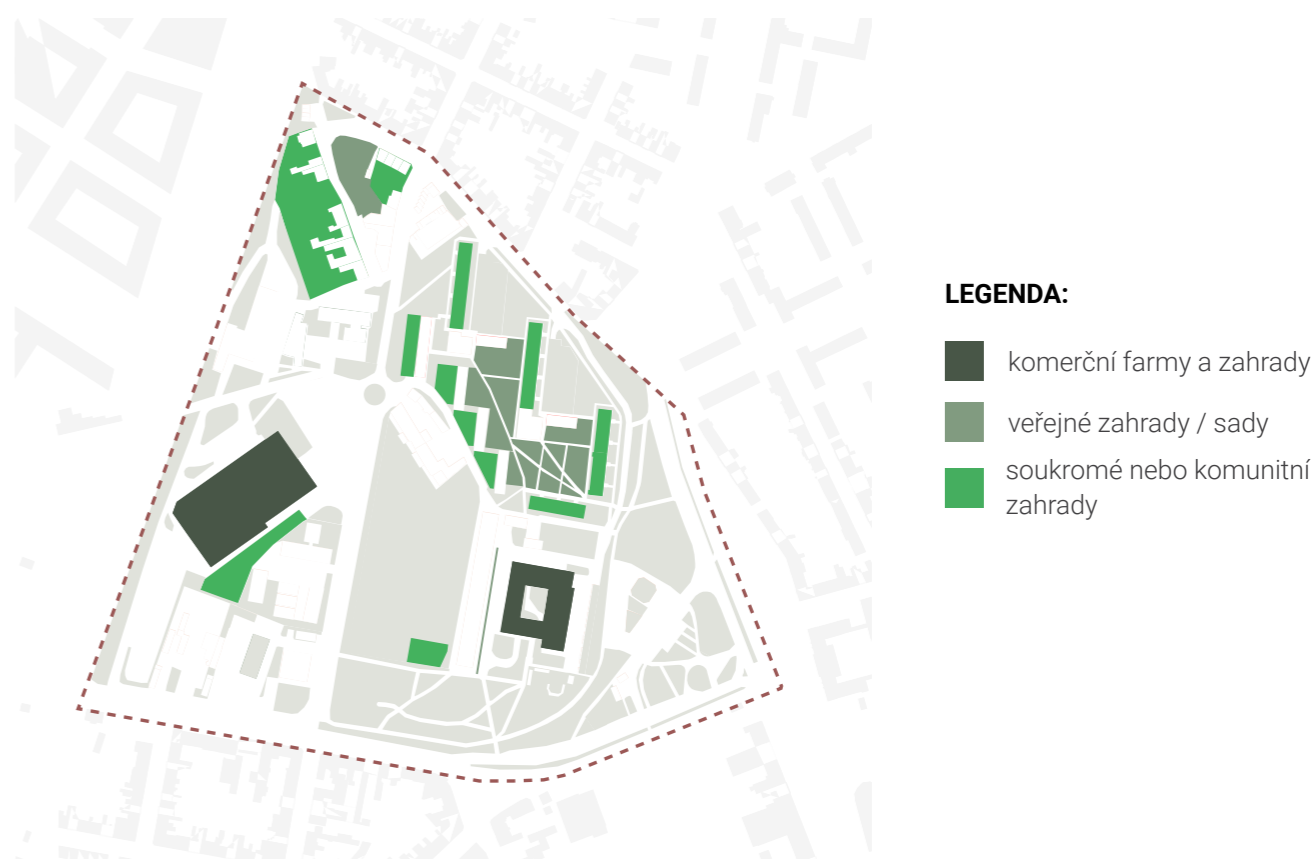 LEGENDA:
komerční farmy a zahrady
veřejné zahrady / sady
soukromé nebo komunitní
zahrady